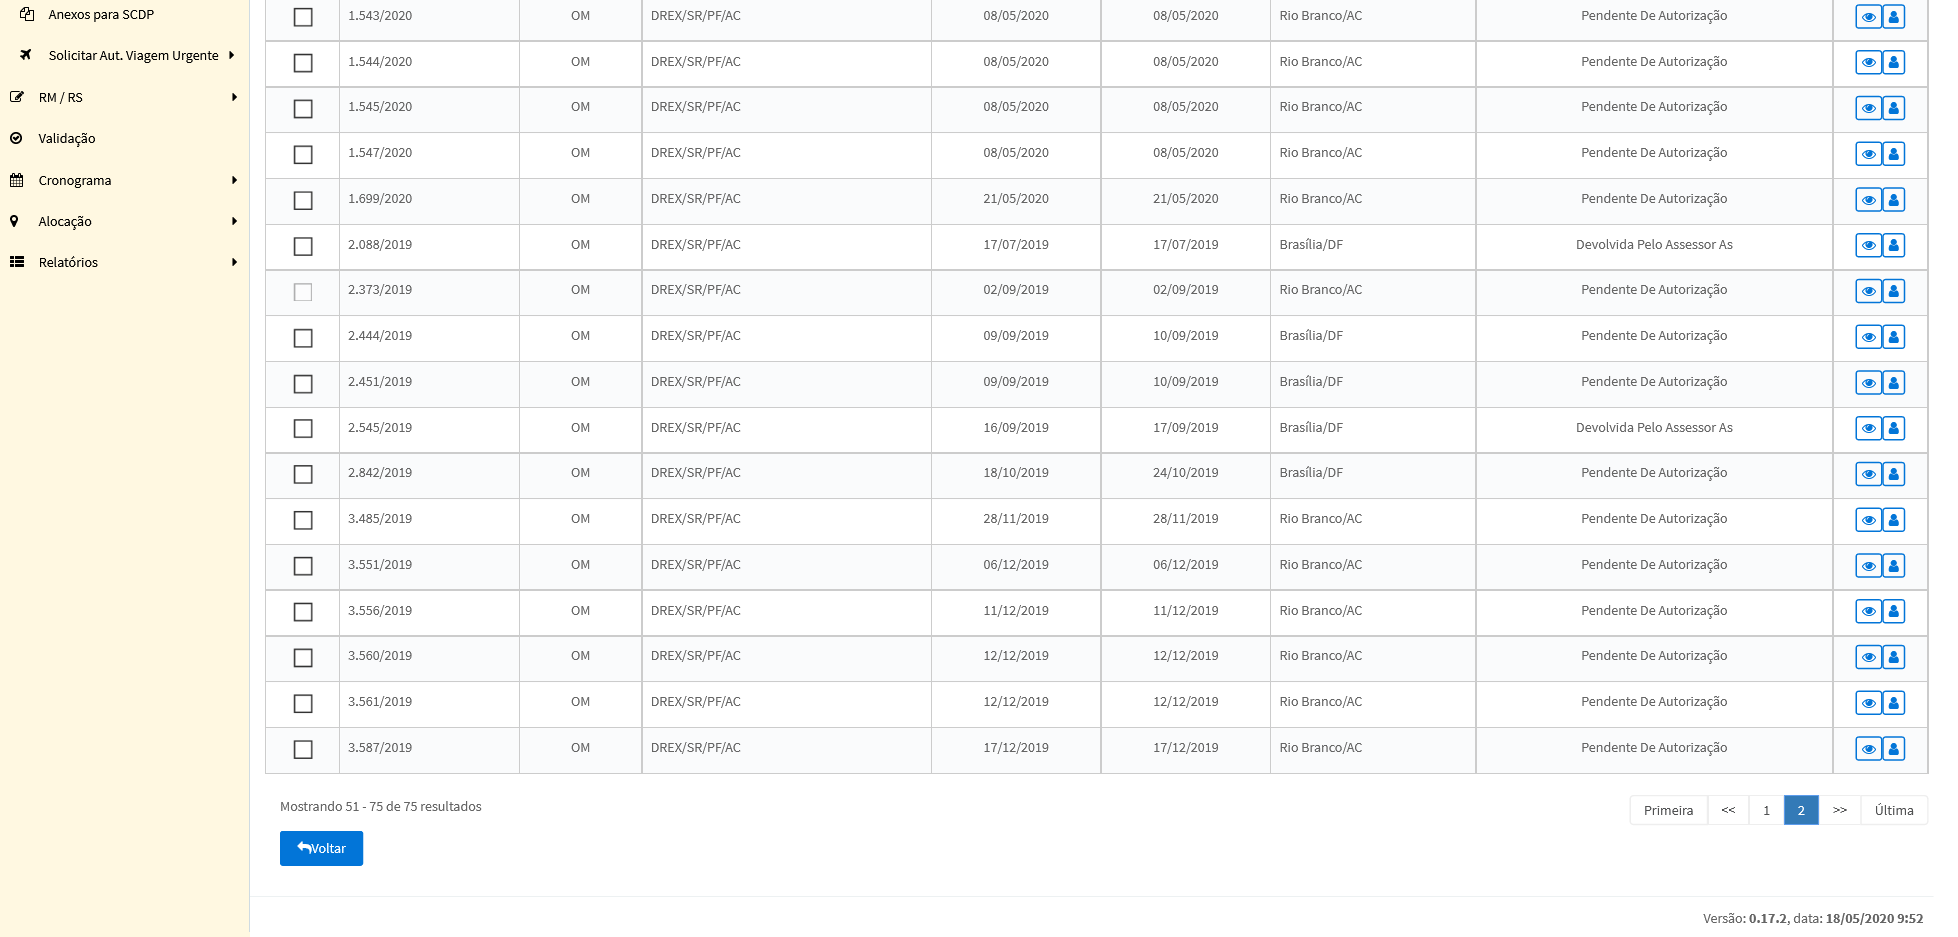 Anexos para SCDP
Solicitar Aut. Viagem Urgente
RM / RS
Validação
Cronograma
Alocação
Relatórios
1.543/2020 OM DREX/SR/PF/AC 08/05/2020 08/05/2020 Rio Branco/AC Pendente De Autorização
1.544/2020 OM DREX/SR/PF/AC 08/05/2020 08/05/2020 Rio Branco/AC Pendente De Autorização
1.545/2020 OM DREX/SR/PF/AC 08/05/2020 08/05/2020 Rio Branco/AC Pendente De Autorização
1.547/2020 OM DREX/SR/PF/AC 08/05/2020 08/05/2020 Rio Branco/AC Pendente De Autorização
1.699/2020 OM DREX/SR/PF/AC 21/05/2020 21/05/2020 Rio Branco/AC Pendente De Autorização
2.088/2019 OM DREX/SR/PF/AC 17/07/2019 17/07/2019 Brasília/DF Devolvida Pelo Assessor As
2.373/2019 OM DREX/SR/PF/AC 02/09/2019 02/09/2019 Rio Branco/AC Pendente De Autorização
2.444/2019 OM DREX/SR/PF/AC 09/09/2019 10/09/2019 Brasília/DF Pendente De Autorização
2.451/2019 OM DREX/SR/PF/AC 09/09/2019 10/09/2019 Brasília/DF Pendente De Autorização
2.545/2019 OM DREX/SR/PF/AC 16/09/2019 17/09/2019 Brasília/DF Devolvida Pelo Assessor As
2.842/2019 OM DREX/SR/PF/AC 18/10/2019 24/10/2019 Brasília/DF Pendente De Autorização
3.485/2019 OM DREX/SR/PF/AC 28/11/2019 28/11/2019 Rio Branco/AC Pendente De Autorização
3.551/2019 OM DREX/SR/PF/AC 06/12/2019 06/12/2019 Rio Branco/AC Pendente De Autorização
3.556/2019 OM DREX/SR/PF/AC 11/12/2019 11/12/2019 Rio Branco/AC Pendente De Autorização
3.560/2019 OM DREX/SR/PF/AC 12/12/2019 12/12/2019 Rio Branco/AC Pendente De Autorização
3.561/2019 OM DREX/SR/PF/AC 12/12/2019 12/12/2019 Rio Branco/AC Pendente De Autorização
3.587/2019 OM DREX/SR/PF/AC 17/12/2019 17/12/2019 Rio Branco/AC Pendente De Autorização
Mostrando 51 - 75 de 75 resultados
Primeira << 1 2 >> Última
Voltar
Versão: 0.17.2, data: 18/05/2020 9:52